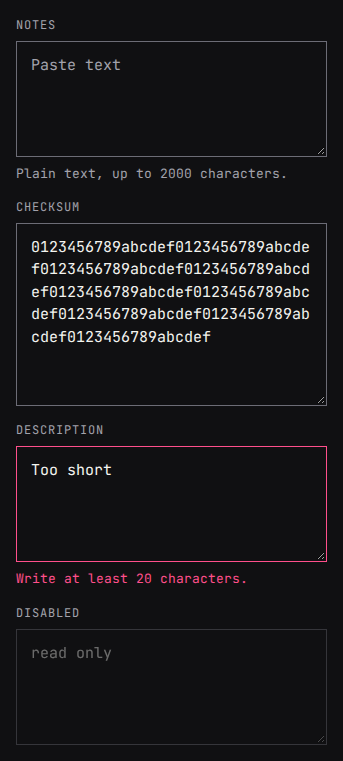 NOTES
Paste text
Plain text, up to 2000 characters.
CHECKSUM
0123456789abcdef0123456789abcde
f0123456789abcdef0123456789abcd
ef0123456789abcdef0123456789abc
def0123456789abcdef0123456789ab
cdef0123456789abcdef
DESCRIPTION
Too short
Write at least 20 characters.
DISABLED
read only